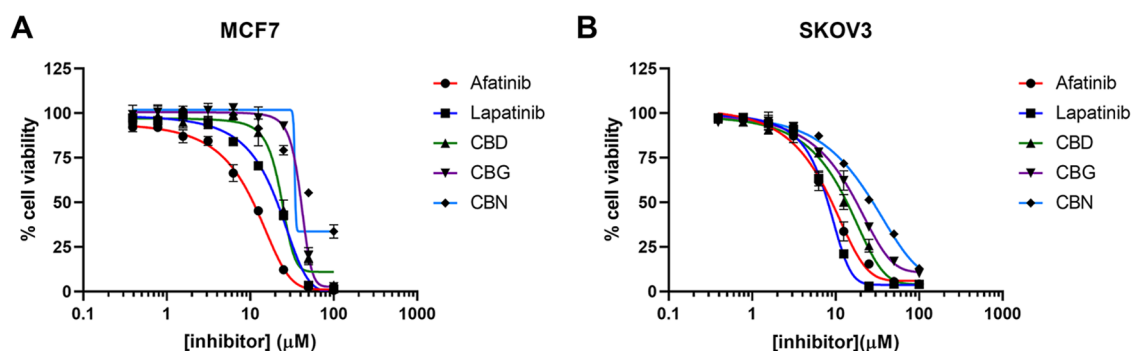 A
MCF7
% cell viability
125
100
75
50
25
0
0.1
1
10
100
1000
[inhibitor] (μM)
Afatinib
Lapatinib
CBD
CBG
CBN
B
SKOV3
% cell viability
125
100
75
50
25
0
0.1
1
10
100
1000
[inhibitor](μM)
Afatinib
Lapatinib
CBD
CBG
CBN